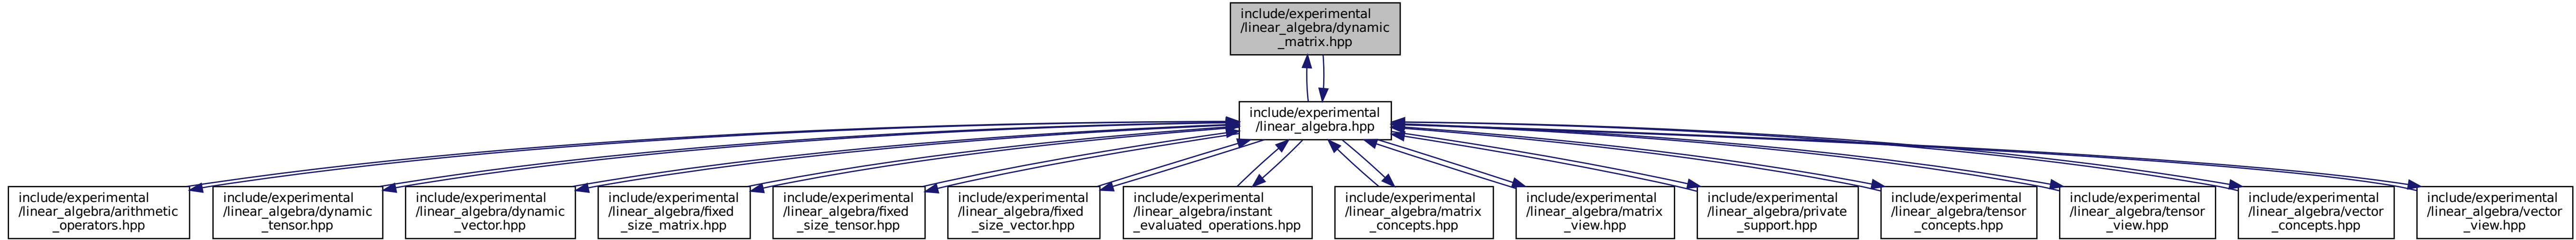 include/experimental
/linear_algebra/dynamic
_matrix.hpp
include/experimental
/linear_algebra.hpp
include/experimental
/linear_algebra/arithmetic
_operators.hpp
include/experimental
/linear_algebra/dynamic
_tensor.hpp
include/experimental
/linear_algebra/dynamic
_vector.hpp
include/experimental
/linear_algebra/fixed
_size_matrix.hpp
include/experimental
/linear_algebra/fixed
_size_tensor.hpp
include/experimental
/linear_algebra/fixed
_size_vector.hpp
include/experimental
/linear_algebra/instant
_evaluated_operations.hpp
include/experimental
/linear_algebra/matrix
_concepts.hpp
include/experimental
/linear_algebra/matrix
_view.hpp
include/experimental
/linear_algebra/private
_support.hpp
include/experimental
/linear_algebra/tensor
_concepts.hpp
include/experimental
/linear_algebra/tensor
_view.hpp
include/experimental
/linear_algebra/vector
_concepts.hpp
include/experimental
/linear_algebra/vector
_view.hpp